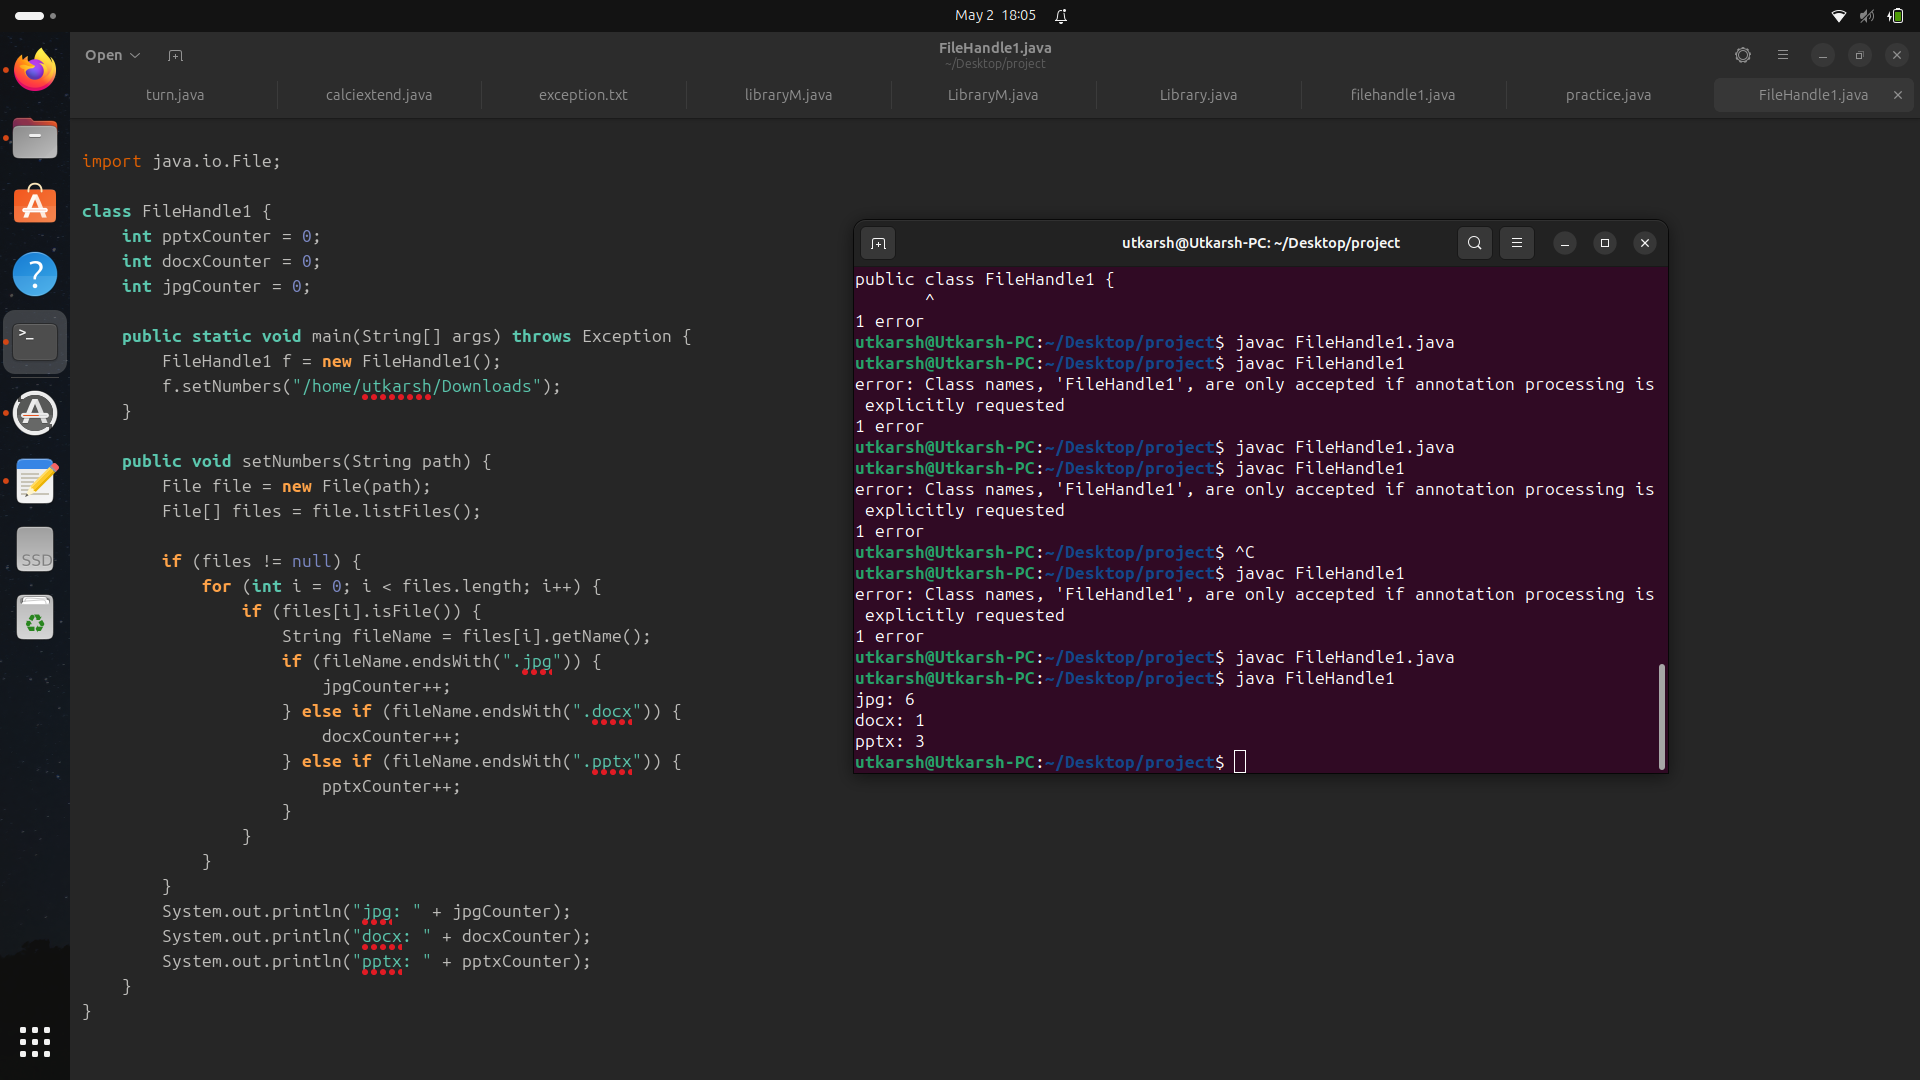 May 2 18:05
Open
FileHandle1.java
~/Desktop/project
turn.java
calciextend.java
exception.txt
libraryM.java
LibraryM.java
Library.java
filehandle1.java
practice.java
FileHandle1.java
import java.io.File;
class FileHandle1 {
    int pptxCounter = 0;
    int docxCounter = 0;
    int jpgCounter = 0;
    public static void main(String[] args) throws Exception {
        FileHandle1 f = new FileHandle1();
        f.setNumbers("/home/utkarsh/Downloads");
    }
    public void setNumbers(String path) {
        File file = new File(path);
        File[] files = file.listFiles();
        if (files != null) {
            for (int i = 0; i < files.length; i++) {
                if (files[i].isFile()) {
                    String fileName = files[i].getName();
                    if (fileName.endsWith(".jpg")) {
                        jpgCounter++;
                    } else if (fileName.endsWith(".docx")) {
                        docxCounter++;
                    } else if (fileName.endsWith(".pptx")) {
                        pptxCounter++;
                    }
                }
            }
        }
        System.out.println("jpg: " + jpgCounter);
        System.out.println("docx: " + docxCounter);
        System.out.println("pptx: " + pptxCounter);
    }
}
utkarsh@Utkarsh-PC: ~/Desktop/project
public class FileHandle1 {
       ^
1 error
utkarsh@Utkarsh-PC:~/Desktop/project$ javac FileHandle1.java
utkarsh@Utkarsh-PC:~/Desktop/project$ javac FileHandle1
error: Class names, 'FileHandle1', are only accepted if annotation processing is
 explicitly requested
1 error
utkarsh@Utkarsh-PC:~/Desktop/project$ javac FileHandle1.java
utkarsh@Utkarsh-PC:~/Desktop/project$ javac FileHandle1
error: Class names, 'FileHandle1', are only accepted if annotation processing is
 explicitly requested
1 error
utkarsh@Utkarsh-PC:~/Desktop/project$ ^C
utkarsh@Utkarsh-PC:~/Desktop/project$ javac FileHandle1
error: Class names, 'FileHandle1', are only accepted if annotation processing is
 explicitly requested
1 error
utkarsh@Utkarsh-PC:~/Desktop/project$ javac FileHandle1.java
utkarsh@Utkarsh-PC:~/Desktop/project$ java FileHandle1
jpg: 6
docx: 1
pptx: 3
utkarsh@Utkarsh-PC:~/Desktop/project$
SSD